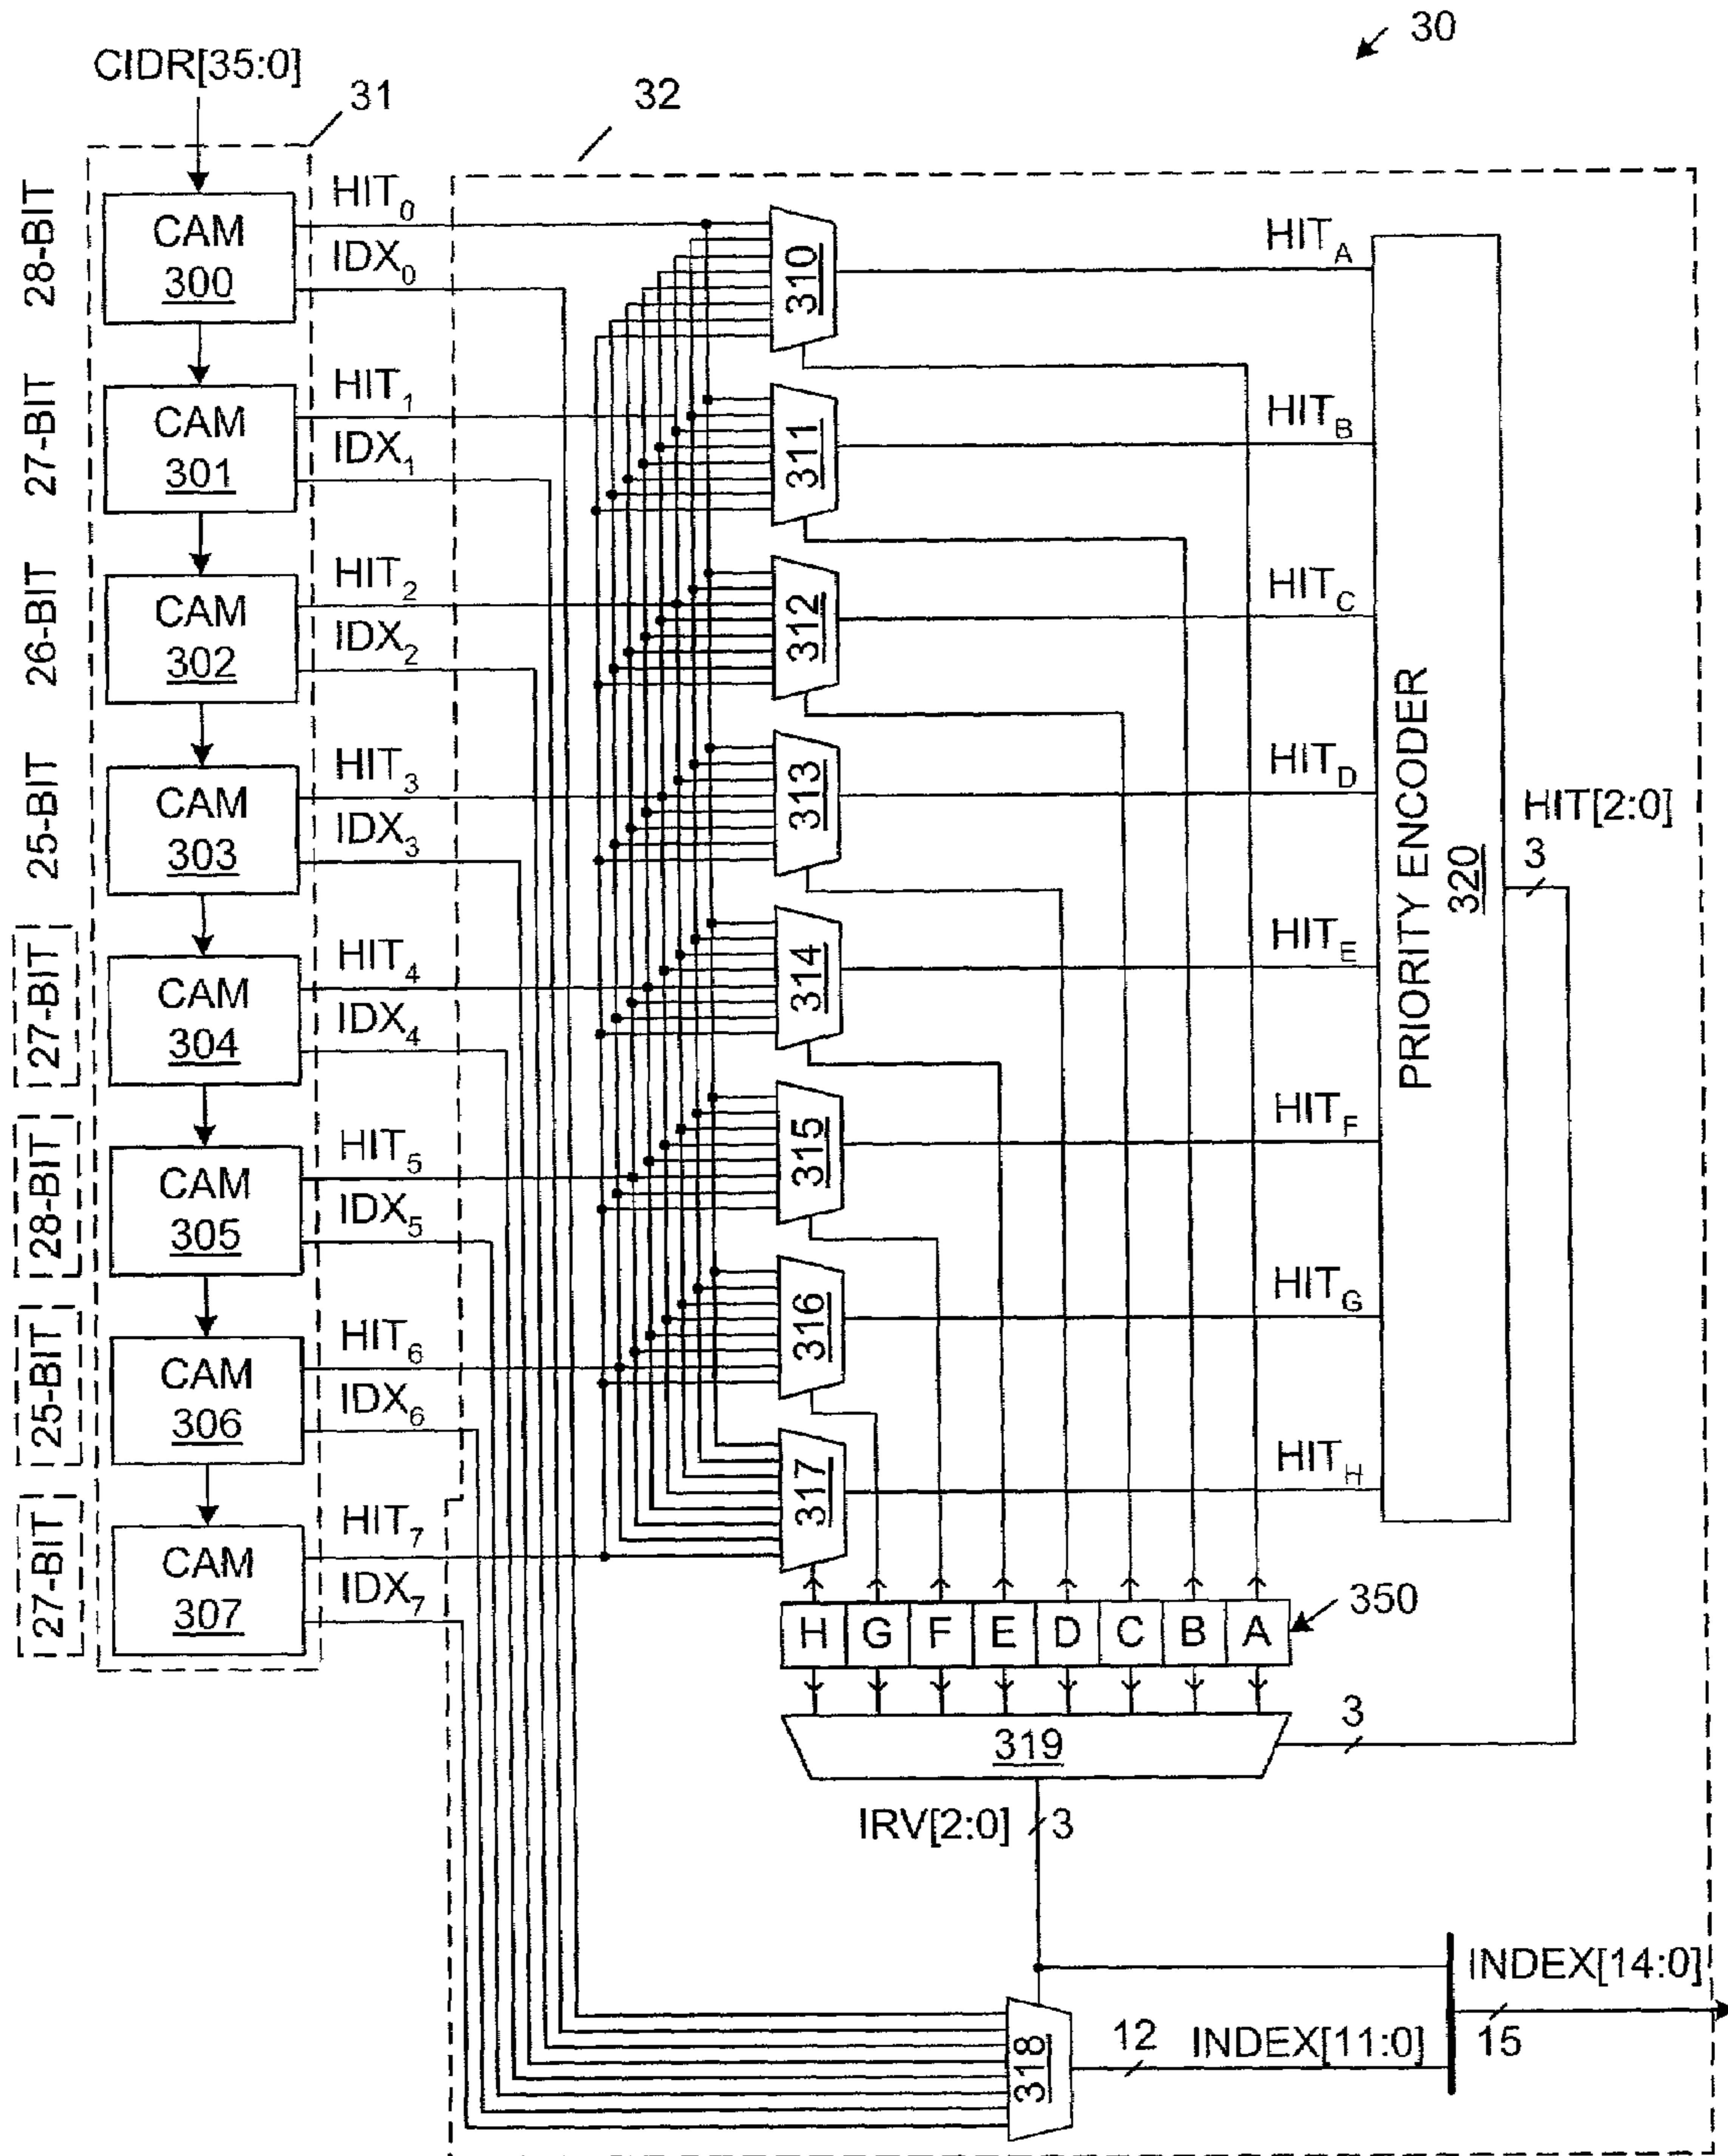 30
CIDR[35:0]
31
32
28-BIT
CAM
300
HIT0
IDX0
310
HITA
27-BIT
CAM
301
HIT1
IDX1
311
HITB
26-BIT
CAM
302
HIT2
IDX2
312
HITC
25-BIT
CAM
303
HIT3
IDX3
313
HITD
PRIORITY ENCODER
320
HIT[2:0]
3
27-BIT
CAM
304
HIT4
IDX4
314
HITE
28-BIT
CAM
305
HIT5
IDX5
315
HITF
25-BIT
CAM
306
HIT6
IDX6
316
HITG
27-BIT
CAM
307
HIT7
IDX7
317
HITH
H G F E D C B A
350
319
3
IRV[2:0] 3
318
12
INDEX[11:0]
INDEX[14:0]
15